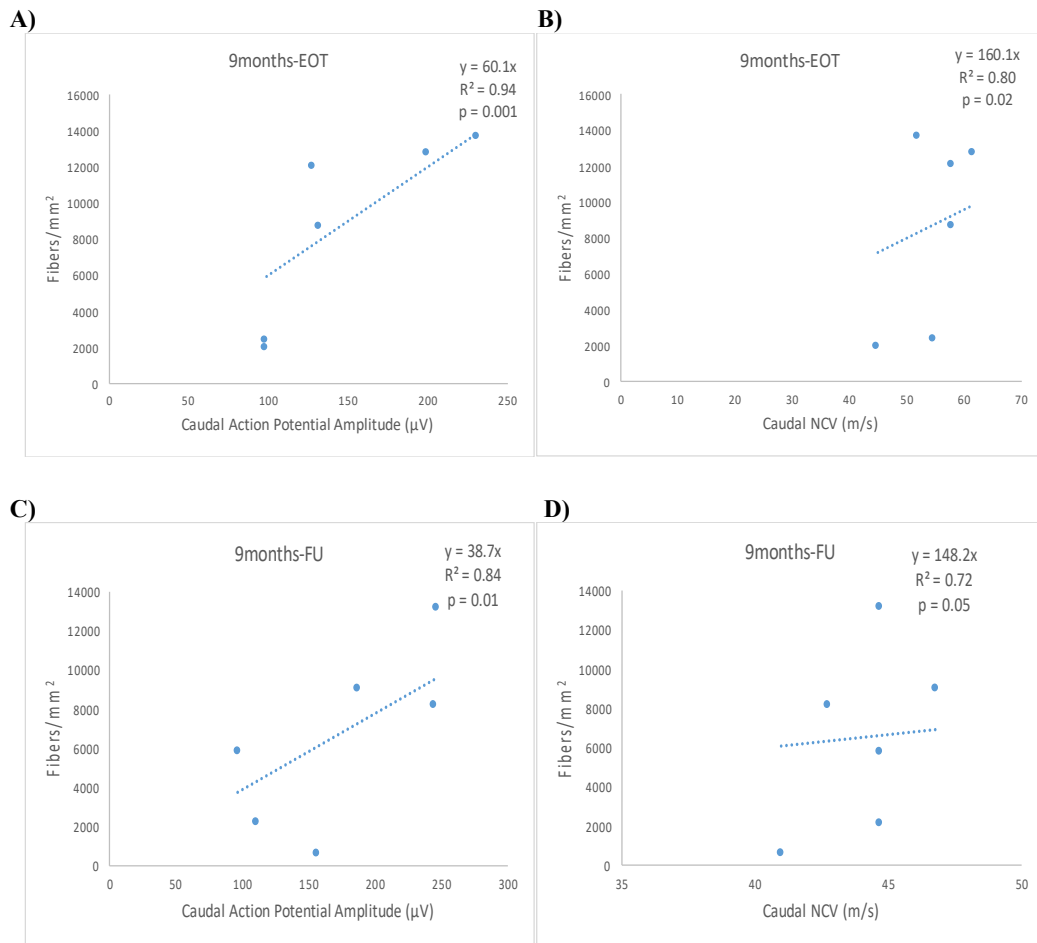 A)
9months-EOT
y = 60.1x
R² = 0.94
p = 0.001
16000
14000
12000
10000
8000
6000
4000
2000
0
Fibers/mm²
0 50 100 150 200 250
Caudal Action Potential Amplitude (µV)
B)
9months-EOT
y = 160.1x
R² = 0.80
p = 0.02
16000
14000
12000
10000
8000
6000
4000
2000
0
Fibers/mm²
0 10 20 30 40 50 60 70
Caudal NCV (m/s)
C)
9months-FU
y = 38.7x
R² = 0.84
p = 0.01
14000
12000
10000
8000
6000
4000
2000
0
Fibers/mm²
0 50 100 150 200 250 300
Caudal Action Potential Amplitude (µV)
D)
9months-FU
y = 148.2x
R² = 0.72
p = 0.05
14000
12000
10000
8000
6000
4000
2000
0
Fibers/mm²
35 40 45 50
Caudal NCV (m/s)